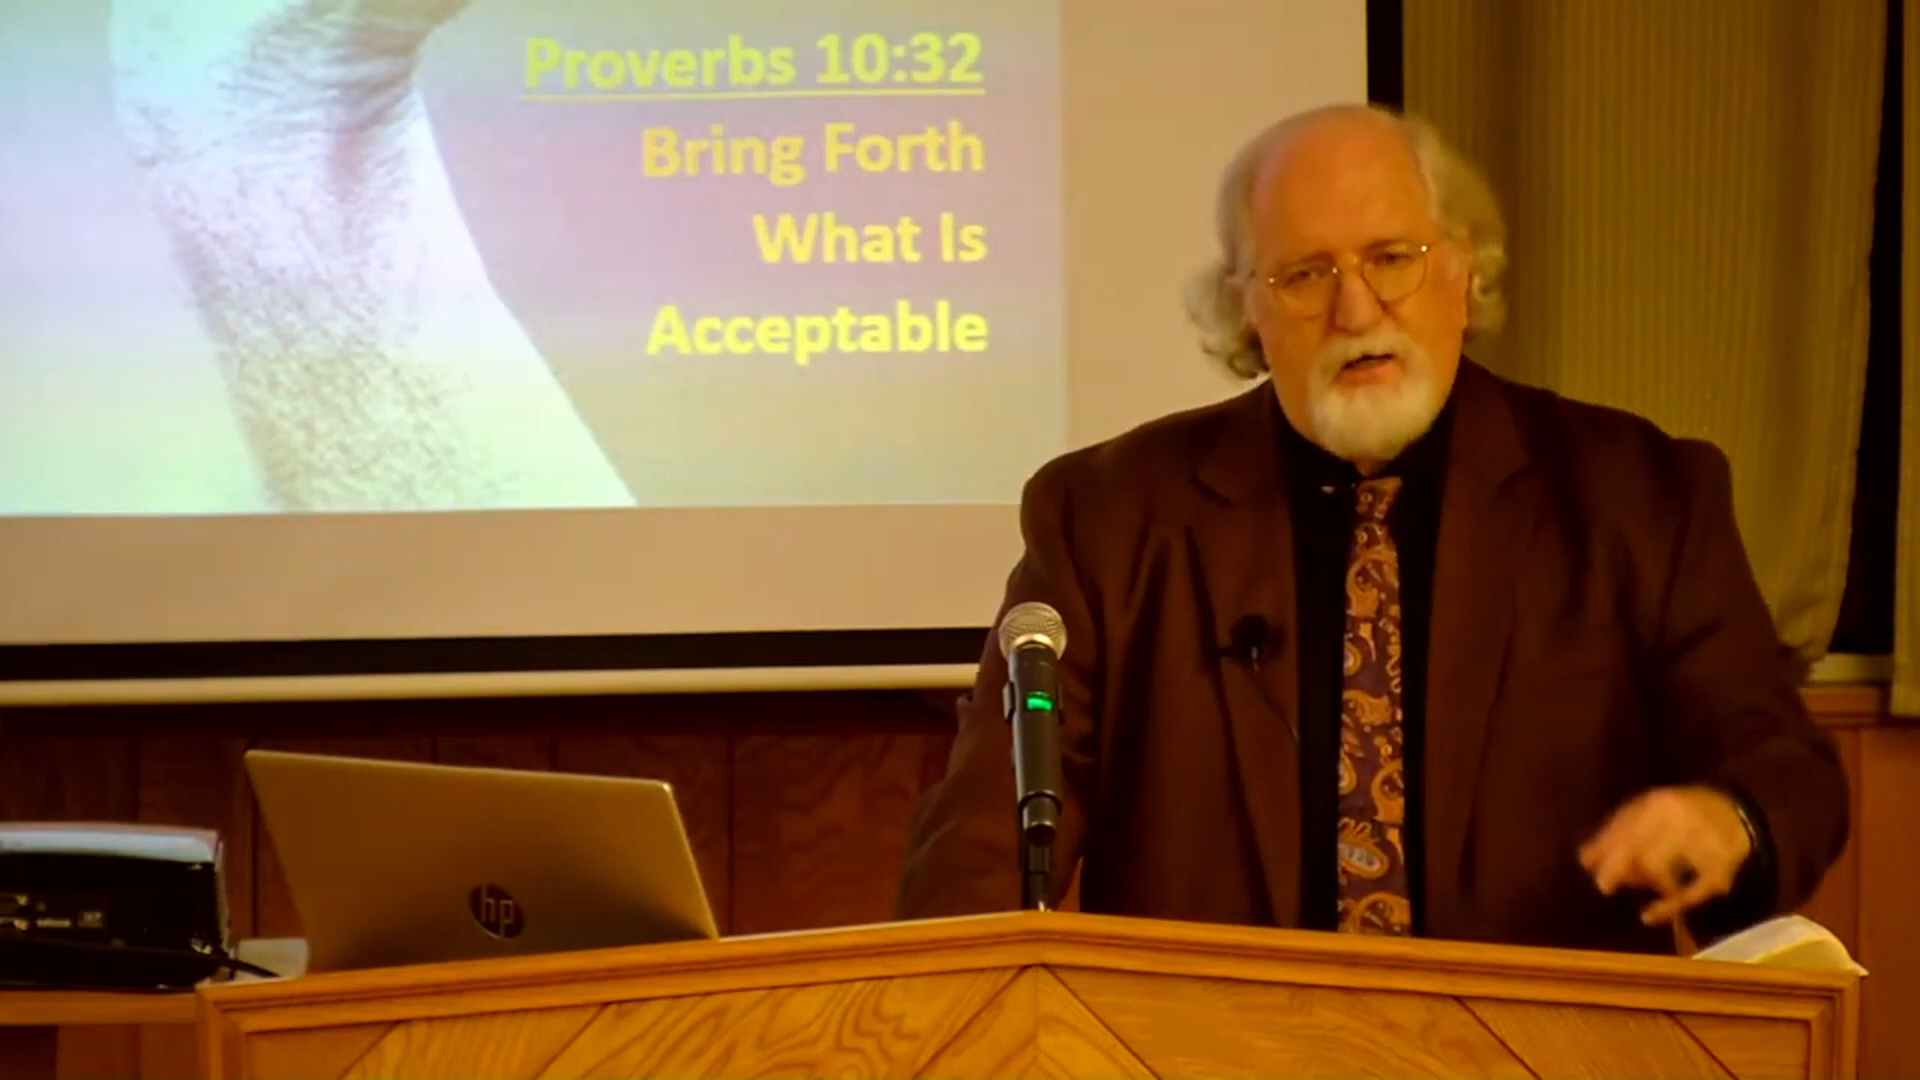 Proverbs 10:32
Bring Forth
What Is
Acceptable
hp